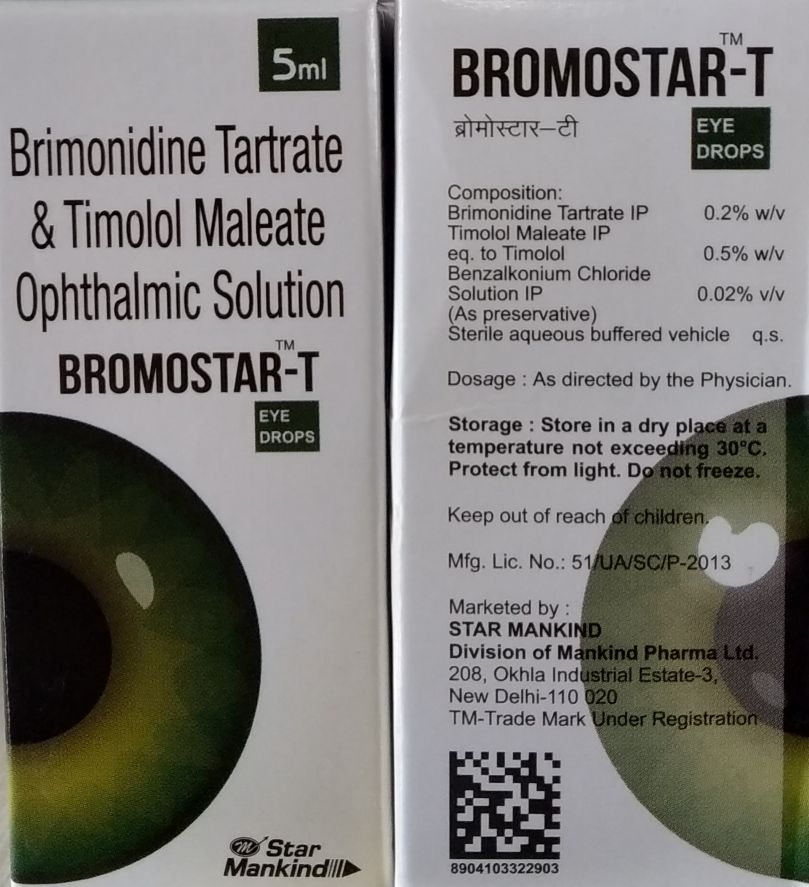 5ml
Brimonidine Tartrate
& Timolol Maleate
Ophthalmic Solution
BROMOSTAR-T™
EYE
DROPS
Star
Mankind
BROMOSTAR-T™
ब्रोमोस्टार–टी
EYE
DROPS
Composition:
Brimonidine Tartrate IP 0.2% w/v
Timolol Maleate IP
eq. to Timolol 0.5% w/v
Benzalkonium Chloride
Solution IP 0.02% v/v
(As preservative)
Sterile aqueous buffered vehicle q.s.
Dosage : As directed by the Physician.
Storage : Store in a dry place at a
temperature not exceeding 30°C.
Protect from light. Do not freeze.
Keep out of reach of children.
Mfg. Lic. No.: 51/UA/SC/P-2013
Marketed by :
STAR MANKIND
Division of Mankind Pharma Ltd.
208, Okhla Industrial Estate-3,
New Delhi-110 020
TM-Trade Mark Under Registration
8904103322903